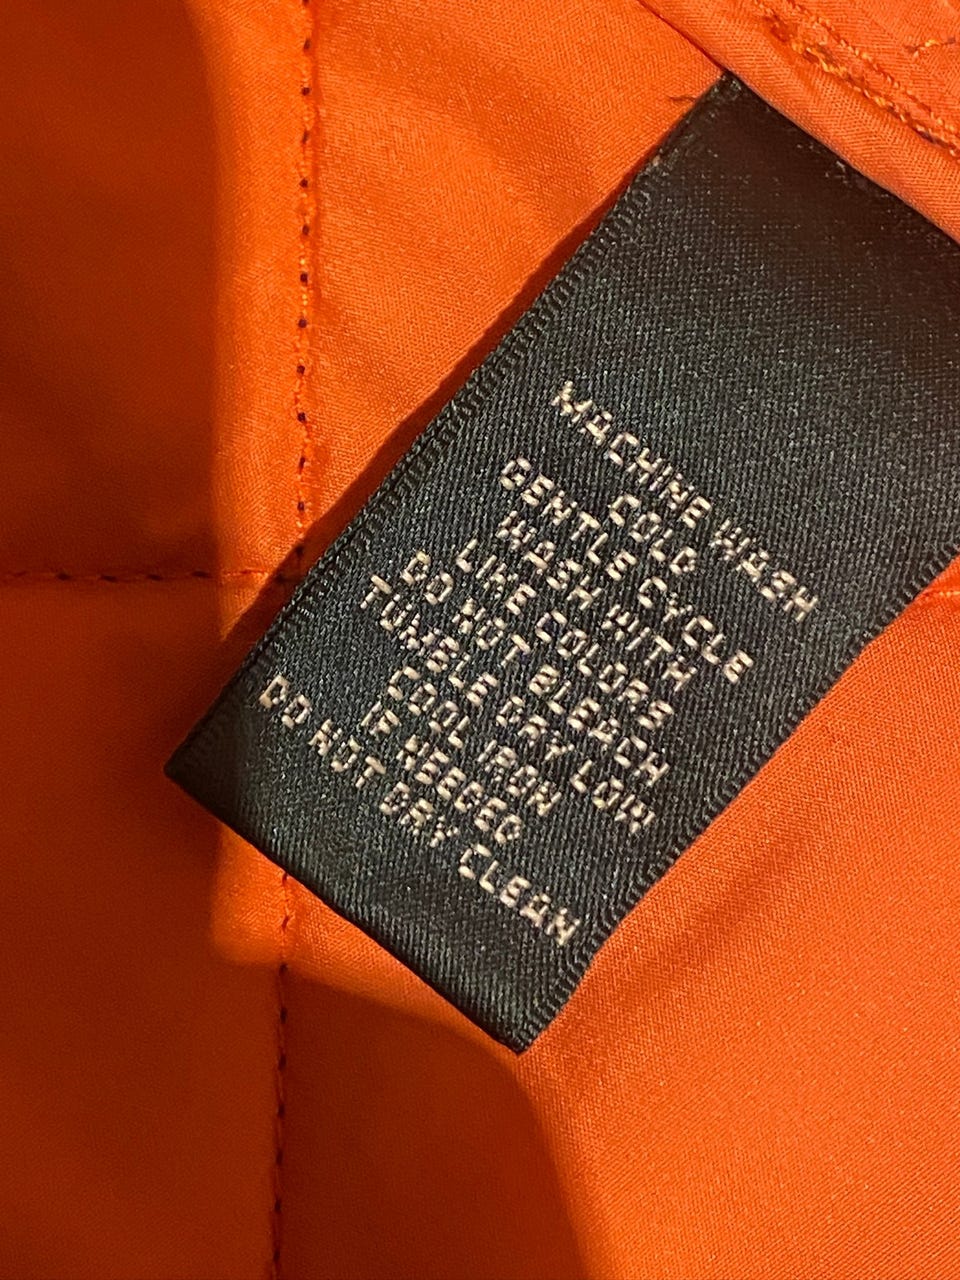 MACHINE WASH
COLD
GENTLE CYCLE
WASH WITH
LIKE COLORS
DO NOT BLEACH
TUMBLE DRY LOW
COOL IRON
IF NEEDED
DO NOT DRY CLEAN